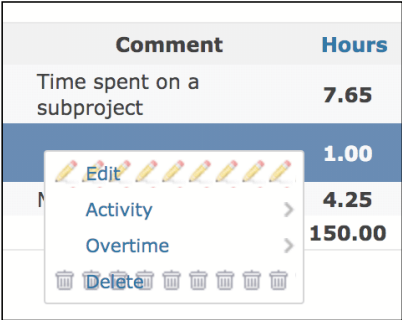 Comment Hours
Time spent on a
subproject
7.65
1.00
Edit
4.25
Activity
Overtime
150.00
Delete